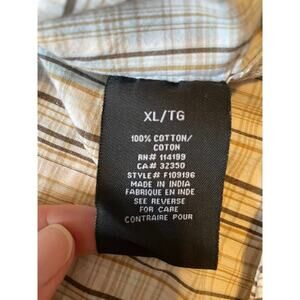 XL/TG
100% COTTON/
COTON
RN# 114199
CA# 32350
STYLE# F109196
MADE IN INDIA
FABRIQUE EN INDE
SEE REVERSE
FOR CARE
CONTRAIRE POUR